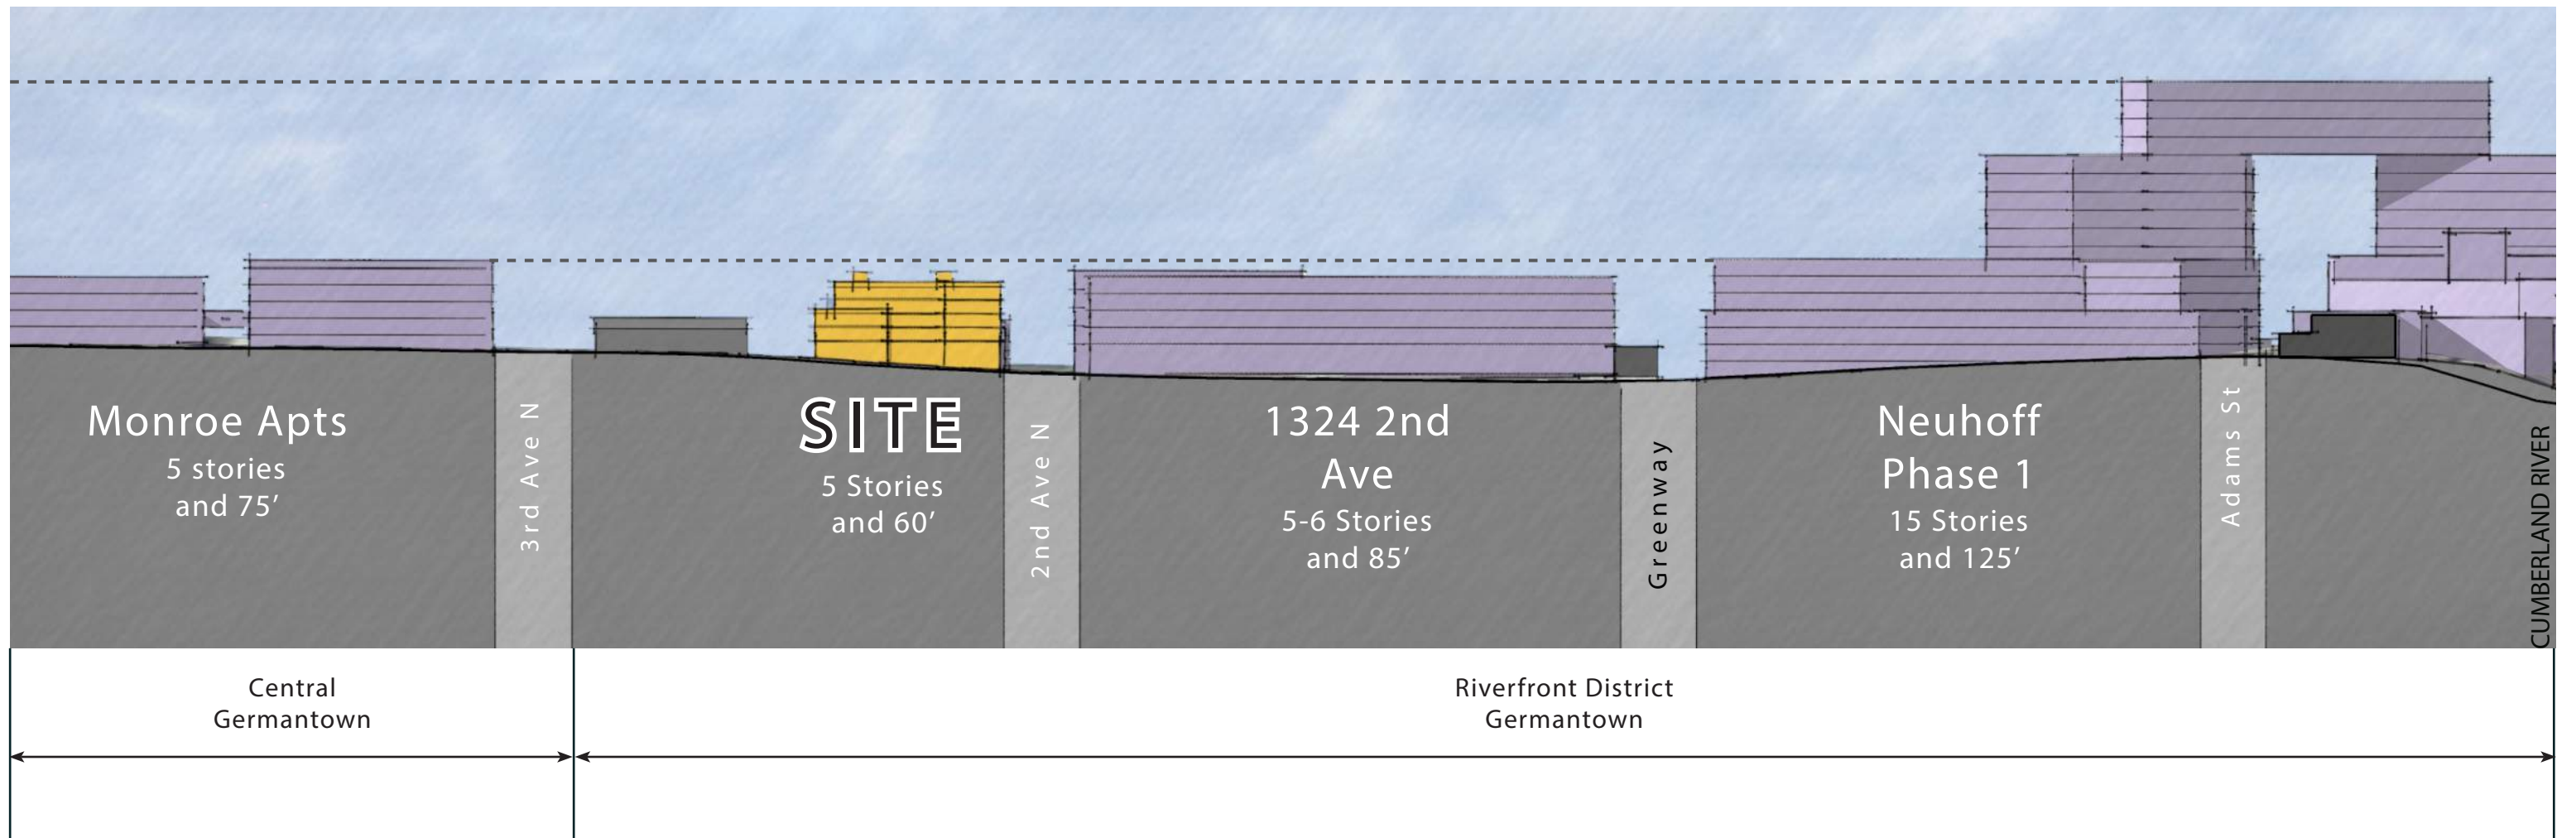 Monroe Apts
5 stories
and 75’
3rd Ave N
SITE
5 Stories
and 60’
2nd Ave N
1324 2nd
Ave
5-6 Stories
and 85’
Greenway
Neuhoff
Phase 1
15 Stories
and 125’
Adams St
CUMBERLAND RIVER
Central
Germantown
Riverfront District
Germantown